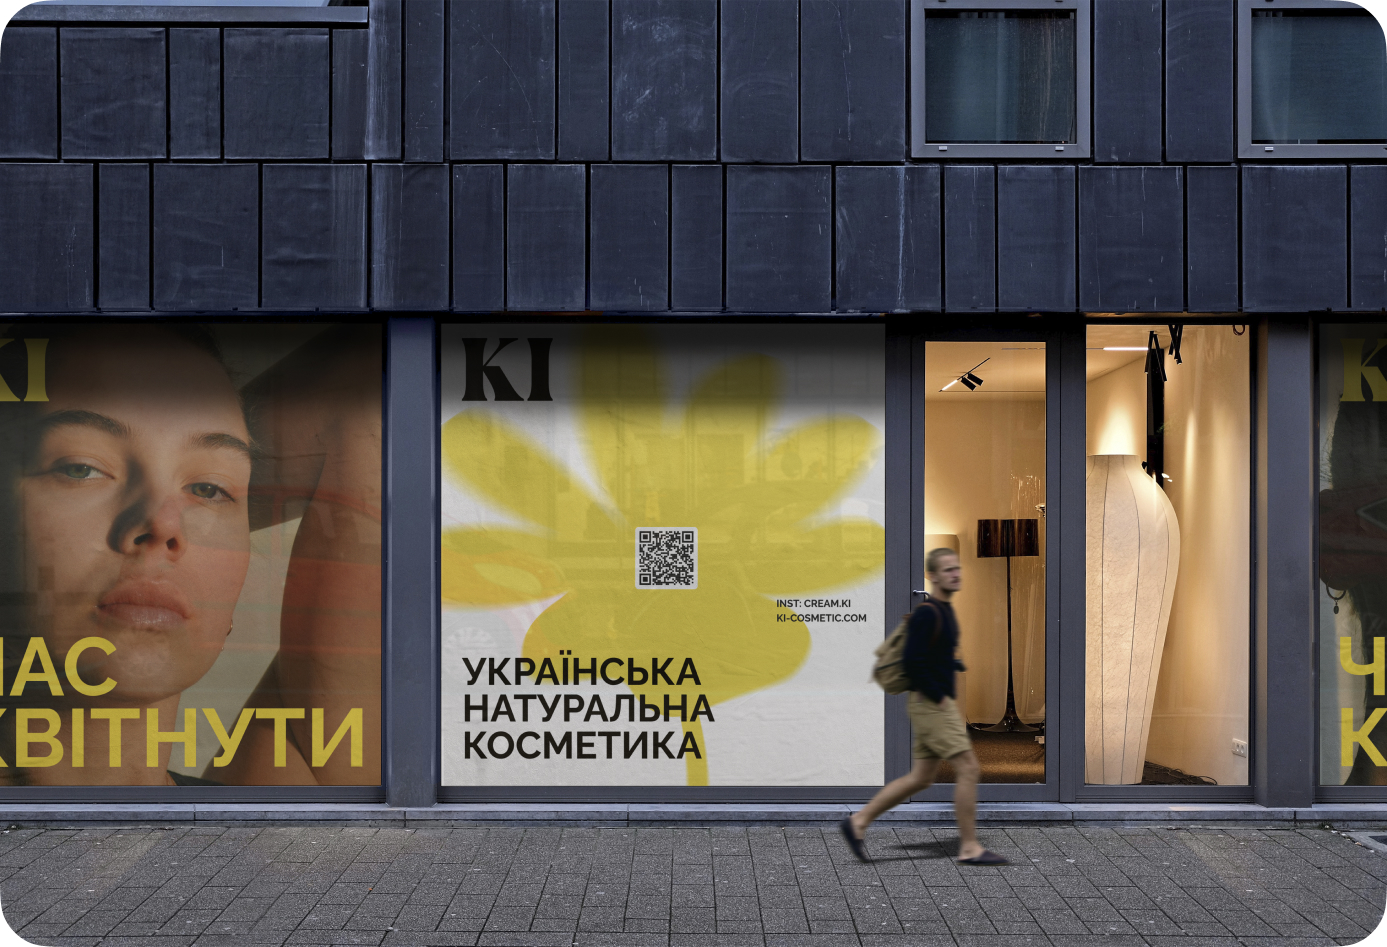 KI
ЧАС
КВІТНУТИ
KI
INST: CREAM.KI
KI-COSMETIC.COM
УКРАЇНСЬКА
НАТУРАЛЬНА
КОСМЕТИКА
K
Ч
К